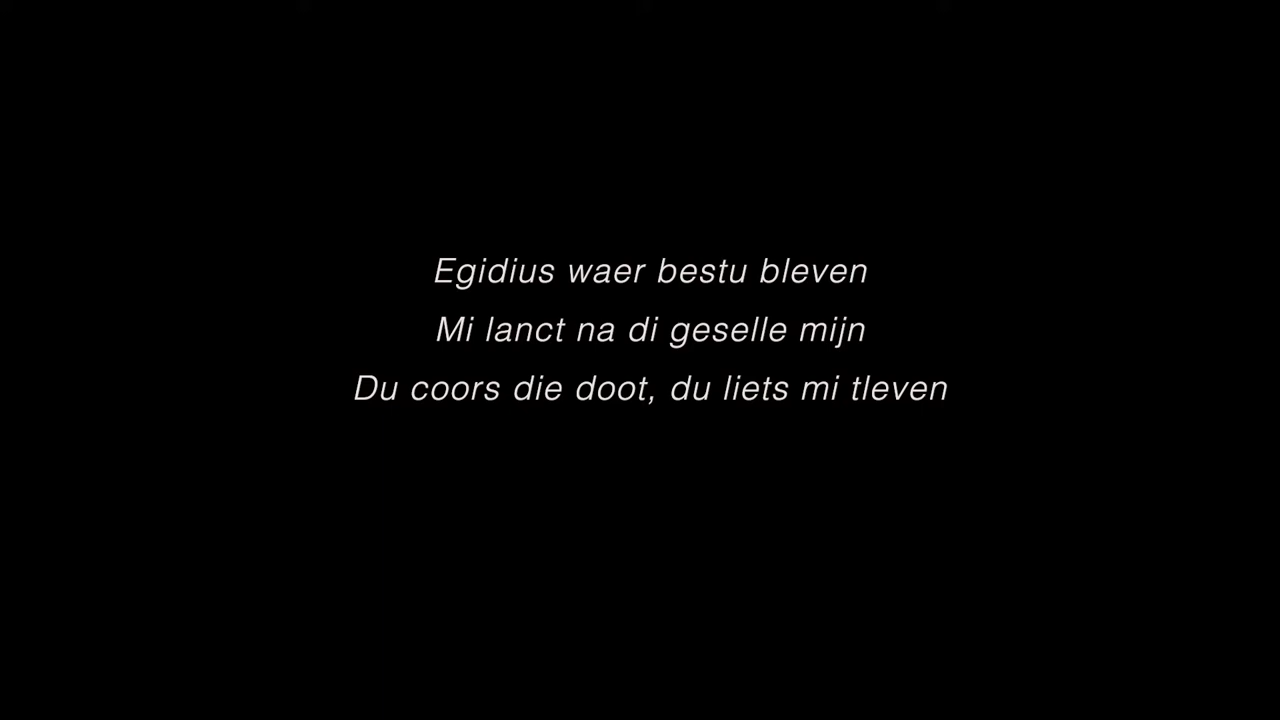 Egidius waer bestu bleven
Mi lanct na di geselle mijn
Du coors die doot, du liets mi tleven